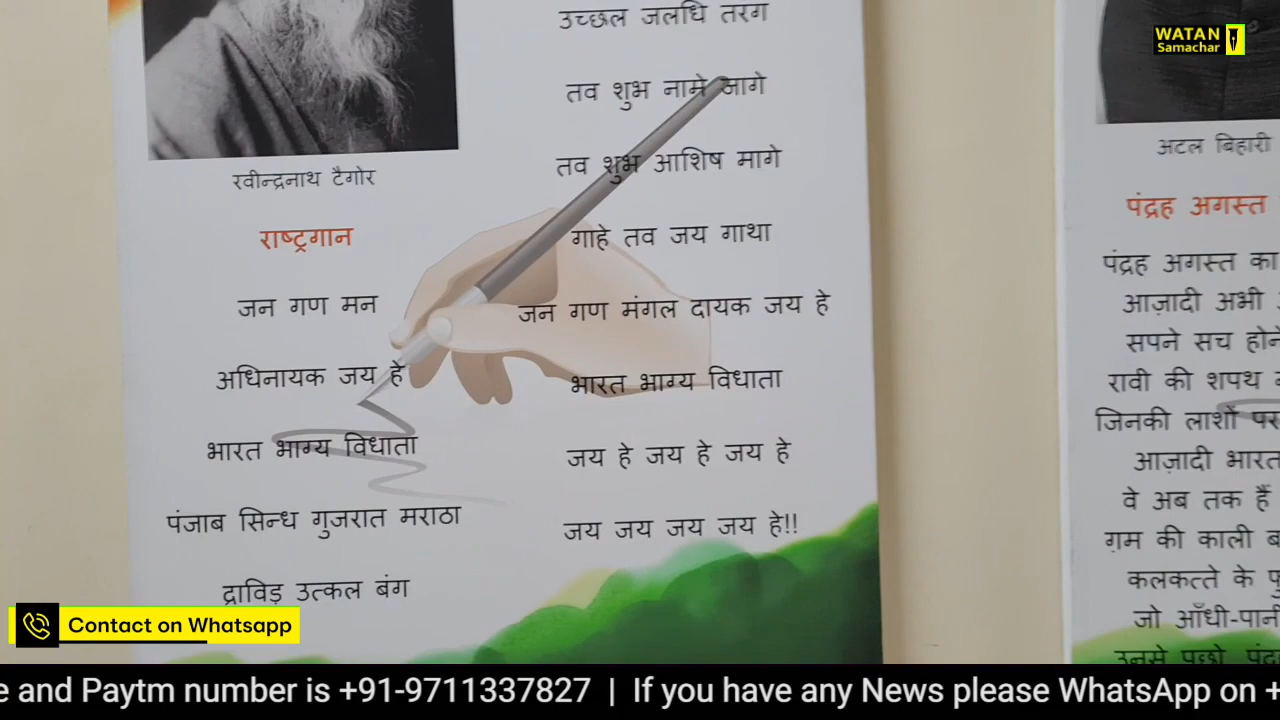 रवीन्द्रनाथ टैगोर
राष्ट्रगान
जन गण मन
अधिनायक जय हे
भारत भाग्य विधाता
पंजाब सिन्ध गुजरात मराठा
द्राविड़ उत्कल बंग
उच्छल जलधि तरंग
तव शुभ नामे जागे
तव शुभ आशिष मागे
गाहे तव जय गाथा
जन गण मंगल दायक जय हे
भारत भाग्य विधाता
जय हे जय हे जय हे
जय जय जय जय हे!!
अटल बिहारी
पंद्रह अगस्त
पंद्रह अगस्त का
आज़ादी अभी
सपने सच होने
रावी की शपथ
जिनकी लाशों पर
आज़ादी भारत
वे अब तक हैं
ग़म की काली
कलकत्ते के
जो आँधी-पानी
उनसे पूछो
WATAN
Samachar
Contact on Whatsapp
e and Paytm number is +91-9711337827 | If you have any News please WhatsApp on +